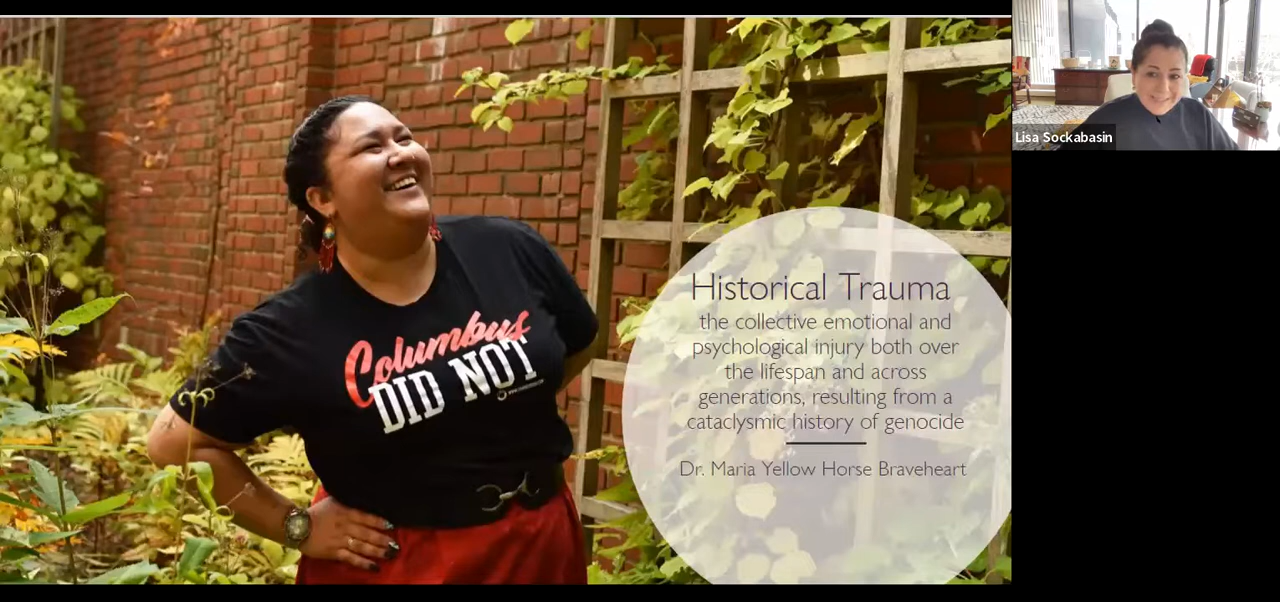 Columbus
DID NOT
Historical Trauma
the collective emotional and
psychological injury both over
the lifespan and across
generations, resulting from a
cataclysmic history of genocide
Dr. Maria Yellow Horse Braveheart
Lisa Sockabasin